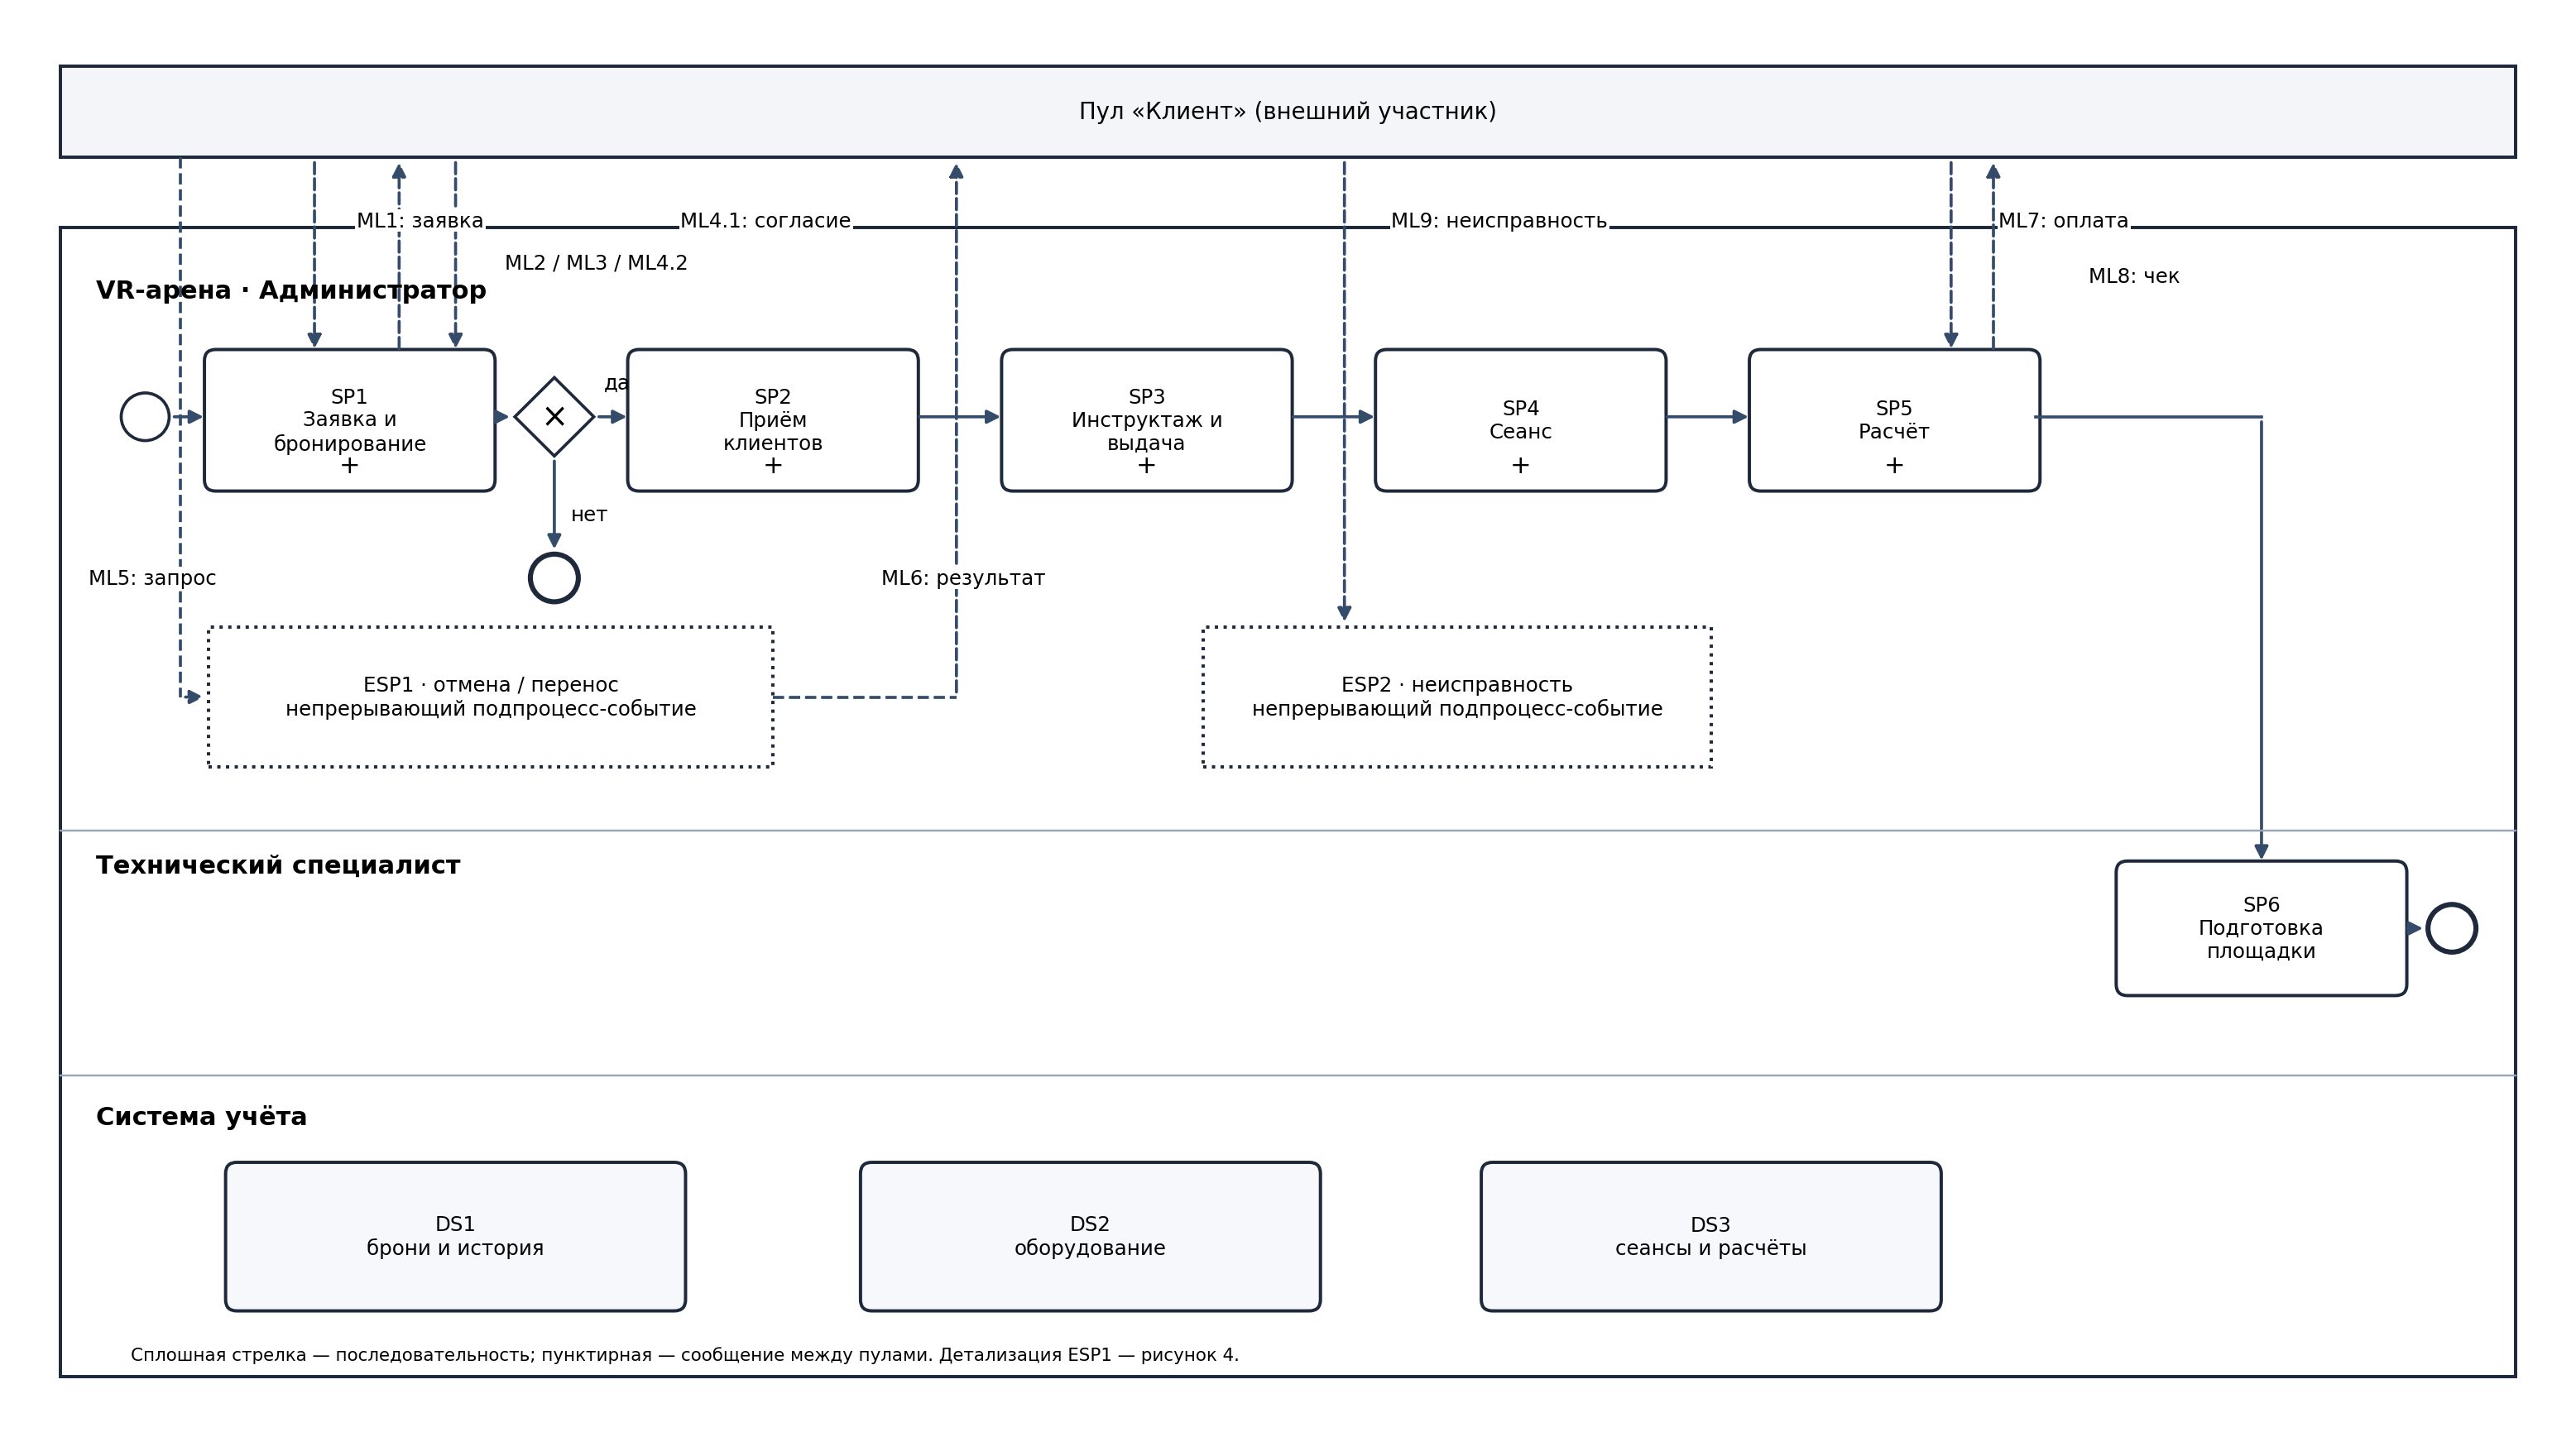 Пул «Клиент» (внешний участник)
ML1: заявка
ML4.1: согласие
ML9: неисправность
ML7: оплата
ML2 / ML3 / ML4.2
ML8: чек
VR-арена · Администратор
да
SP1
Заявка и
бронирование
+
×
SP2
Приём
клиентов
+
SP3
Инструктаж и
выдача
+
SP4
Сеанс
+
SP5
Расчёт
+
нет
ML5: запрос
ML6: результат
ESP1 · отмена / перенос
непрерывающий подпроцесс-событие
ESP2 · неисправность
непрерывающий подпроцесс-событие
Технический специалист
SP6
Подготовка
площадки
Система учёта
DS1
брони и история
DS2
оборудование
DS3
сеансы и расчёты
Сплошная стрелка — последовательность; пунктирная — сообщение между пулами. Детализация ESP1 — рисунок 4.